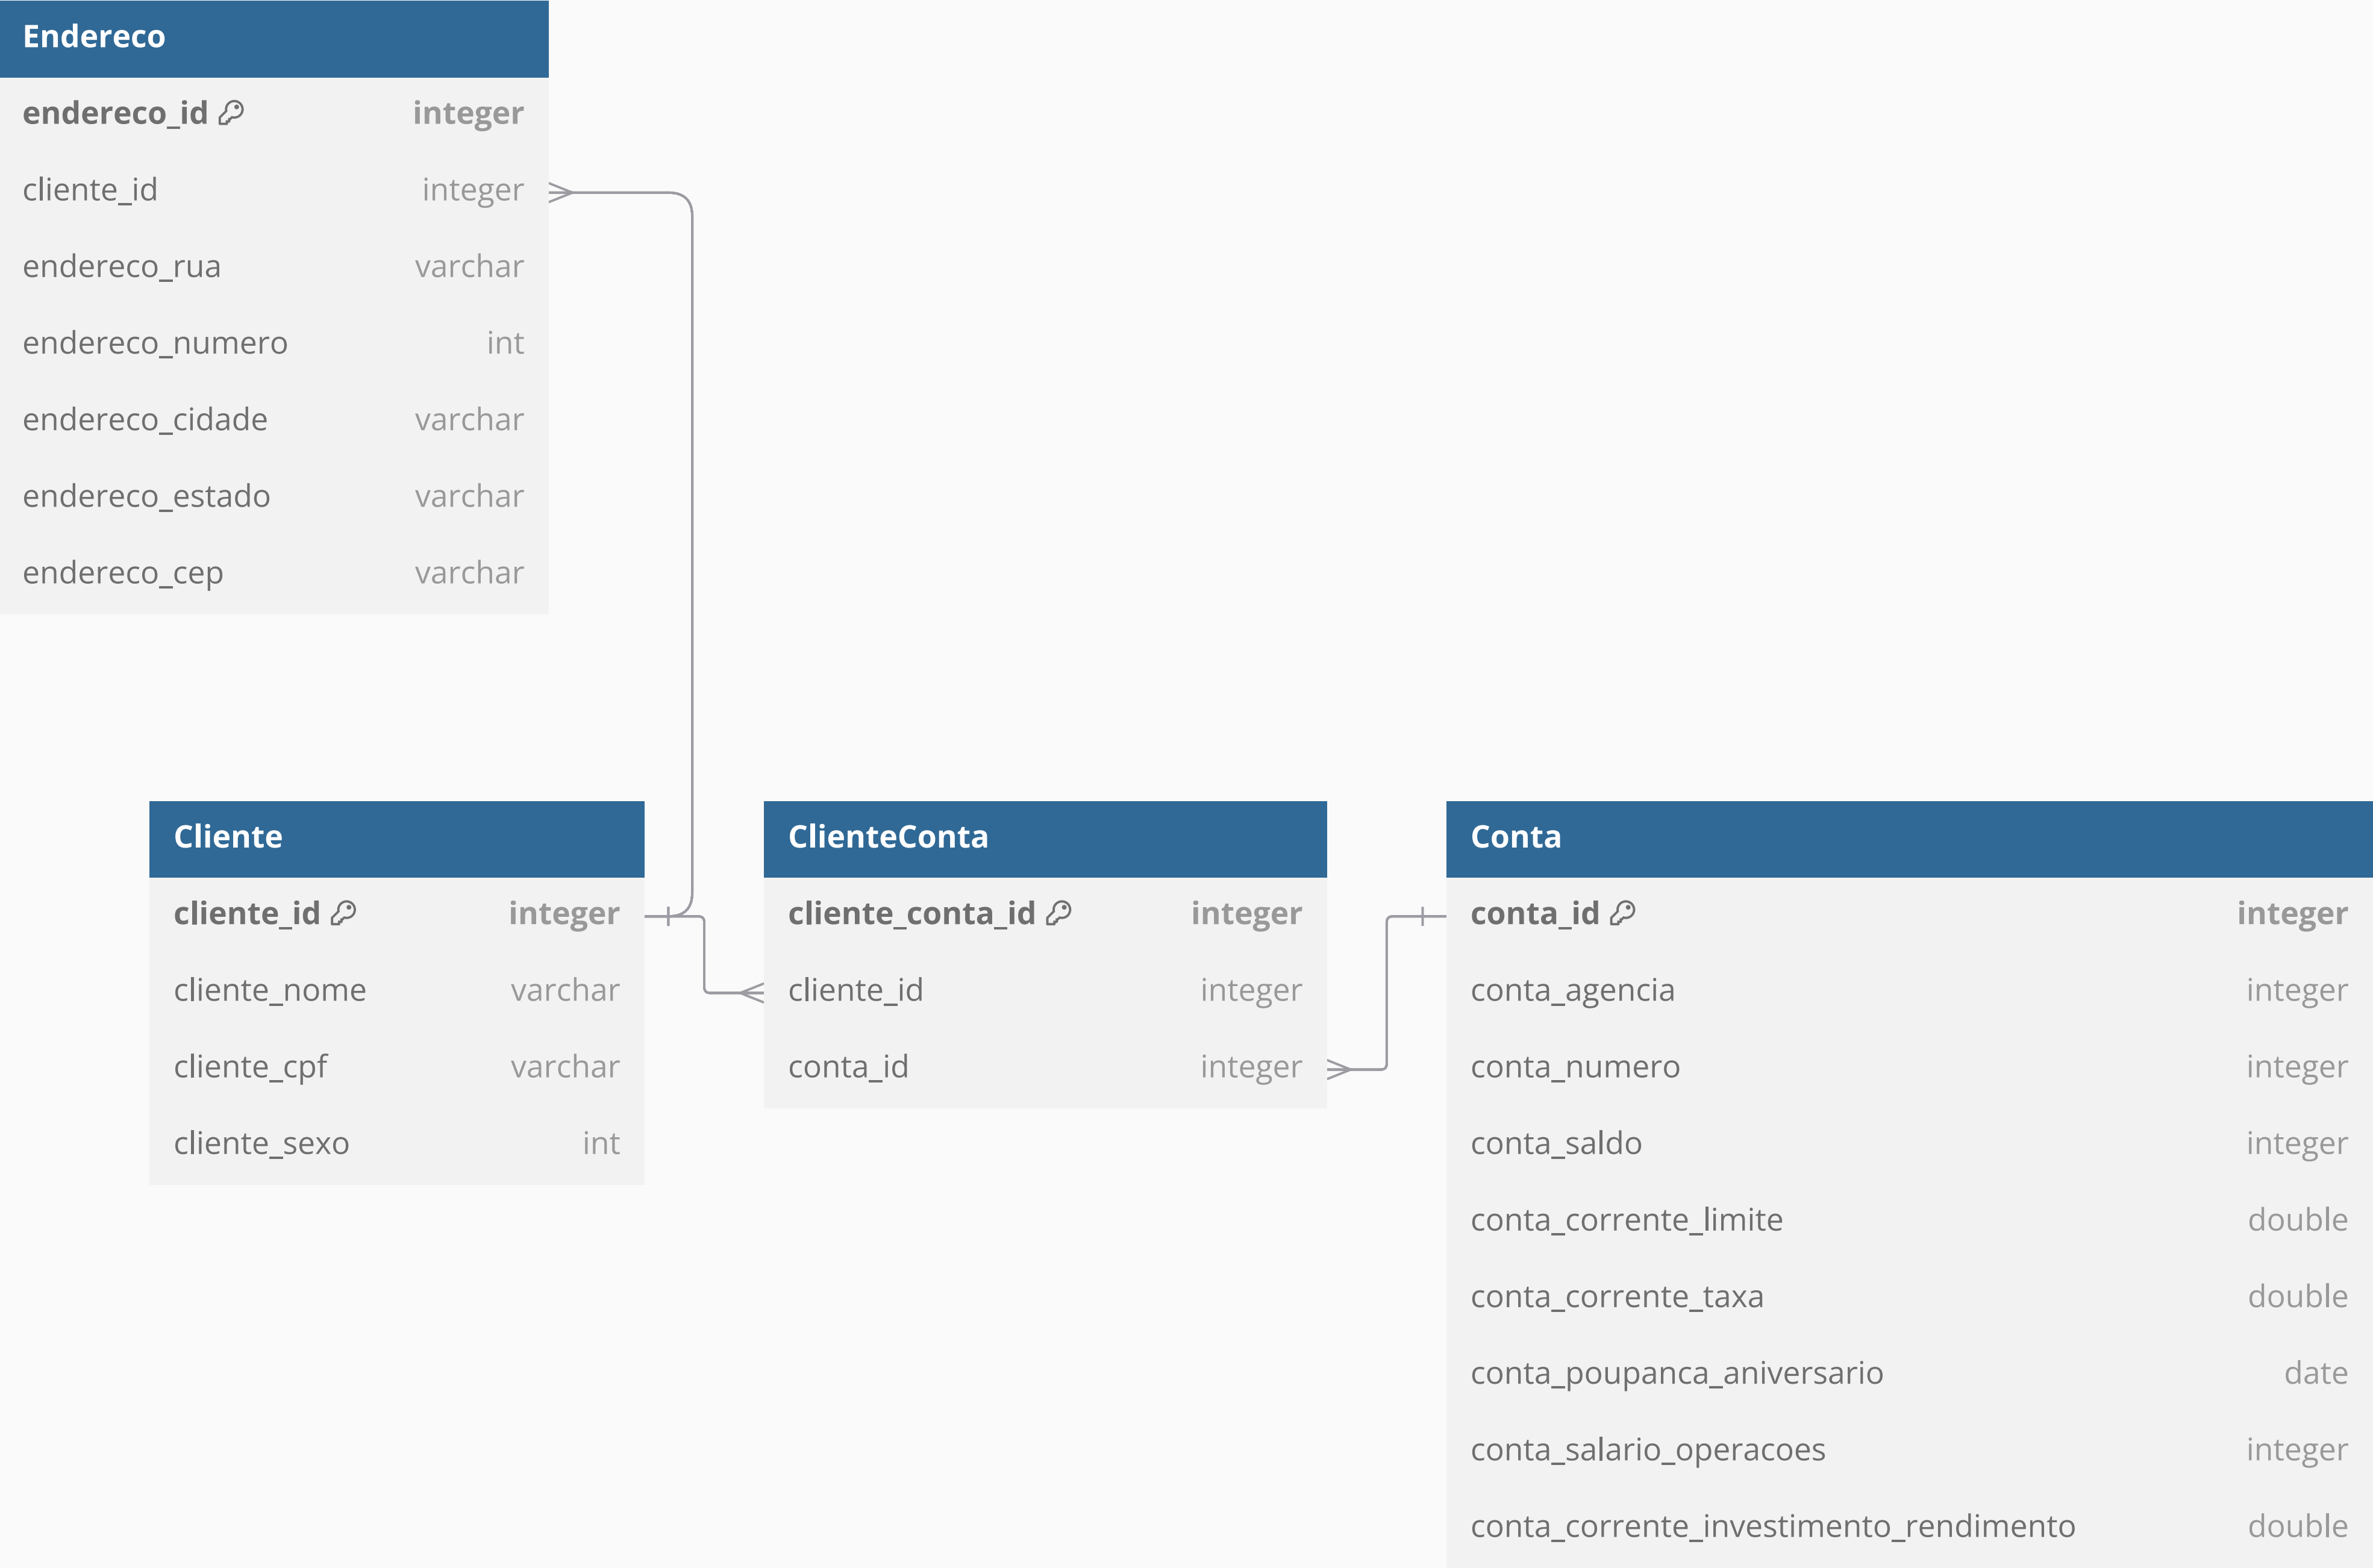 Endereco
endereco_id integer
cliente_id integer
endereco_rua varchar
endereco_numero int
endereco_cidade varchar
endereco_estado varchar
endereco_cep varchar
Cliente
cliente_id integer
cliente_nome varchar
cliente_cpf varchar
cliente_sexo int
ClienteConta
cliente_conta_id integer
cliente_id integer
conta_id integer
Conta
conta_id integer
conta_agencia integer
conta_numero integer
conta_saldo integer
conta_corrente_limite double
conta_corrente_taxa double
conta_poupanca_aniversario date
conta_salario_operacoes integer
conta_corrente_investimento_rendimento double